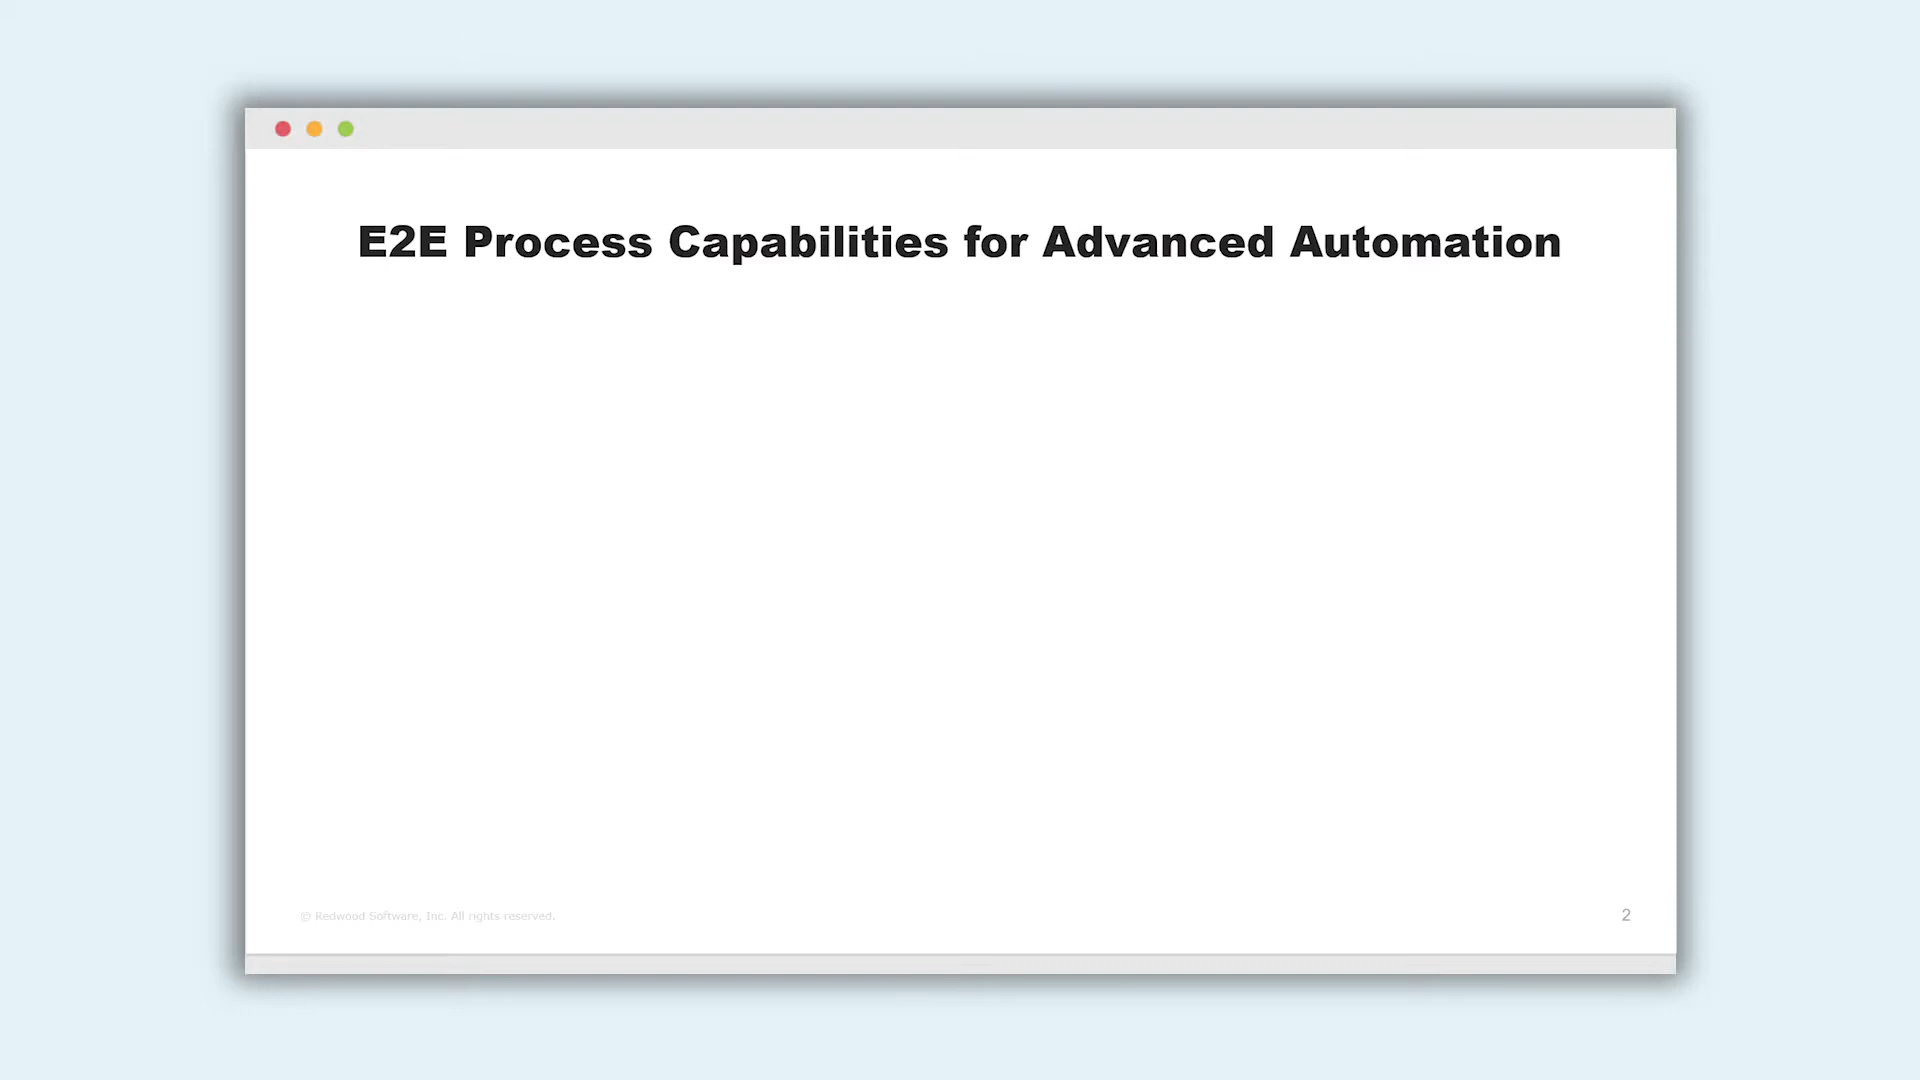 E2E Process Capabilities for Advanced Automation
© Redwood Software, Inc. All rights reserved.
2